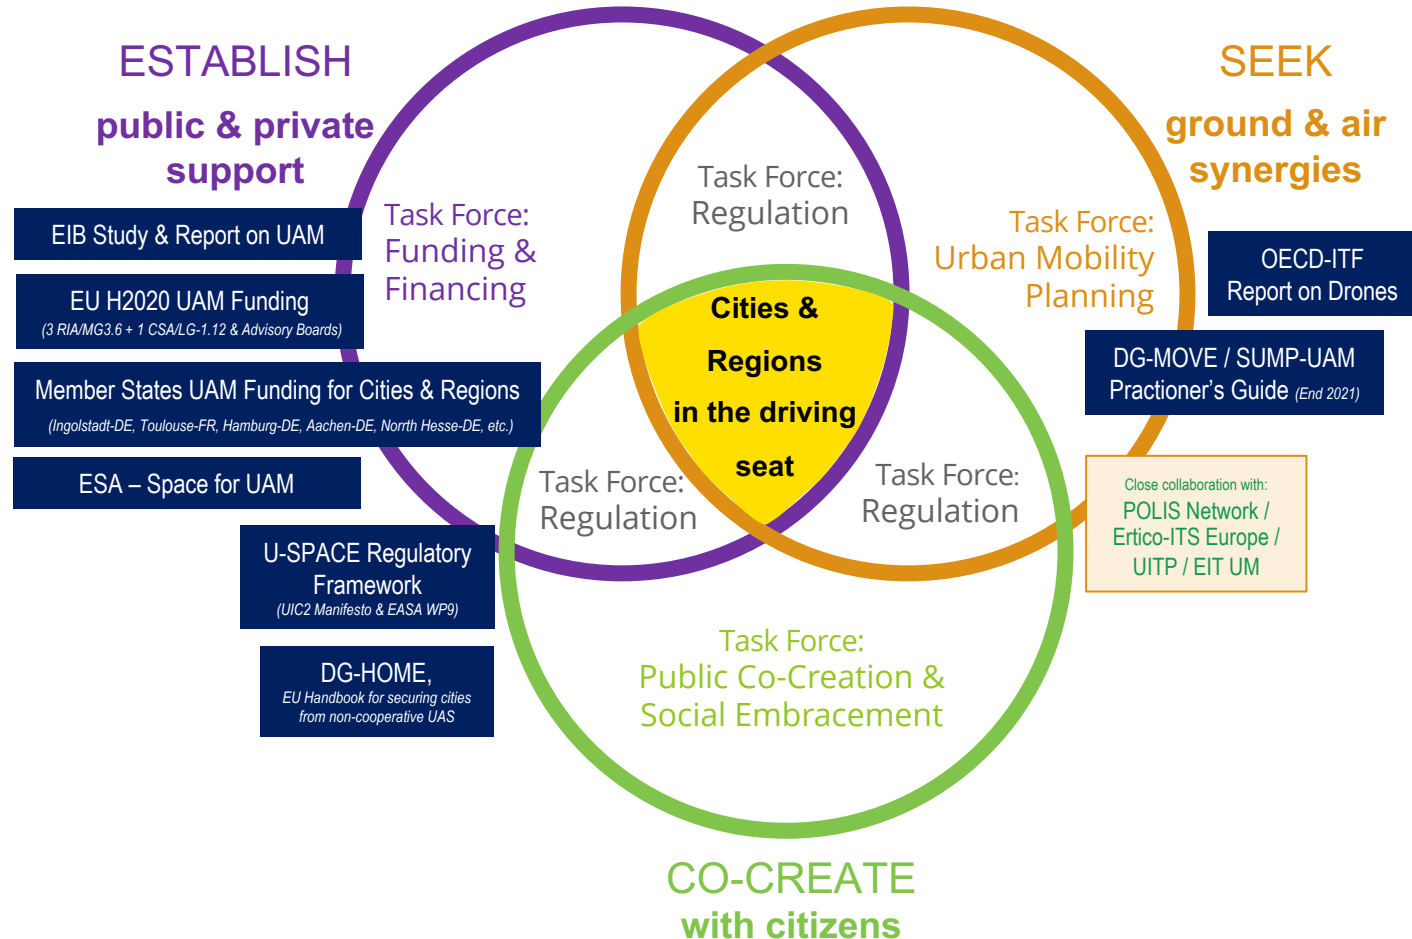 ESTABLISH
public & private
support
SEEK
ground & air
synergies
Task Force:
Regulation
Task Force:
Funding &
Financing
Task Force:
Urban Mobility
Planning
EIB Study & Report on UAM
EU H2020 UAM Funding
(3 RIA/MG3.6 + 1 CSA/LG-1.12 & Advisory Boards)
Member States UAM Funding for Cities & Regions
(Ingolstadt-DE, Toulouse-FR, Hamburg-DE, Aachen-DE, Norrth Hesse-DE, etc.)
ESA – Space for UAM
OECD-ITF
Report on Drones
DG-MOVE / SUMP-UAM
Practioner's Guide (End 2021)
Cities &
Regions
in the driving
seat
Task Force:
Regulation
Task Force:
Regulation
Close collaboration with:
POLIS Network /
Ertico-ITS Europe /
UITP / EIT UM
U-SPACE Regulatory
Framework
(UIC2 Manifesto & EASA WP9)
DG-HOME,
EU Handbook for securing cities
from non-cooperative UAS
Task Force:
Public Co-Creation &
Social Embracement
CO-CREATE
with citizens